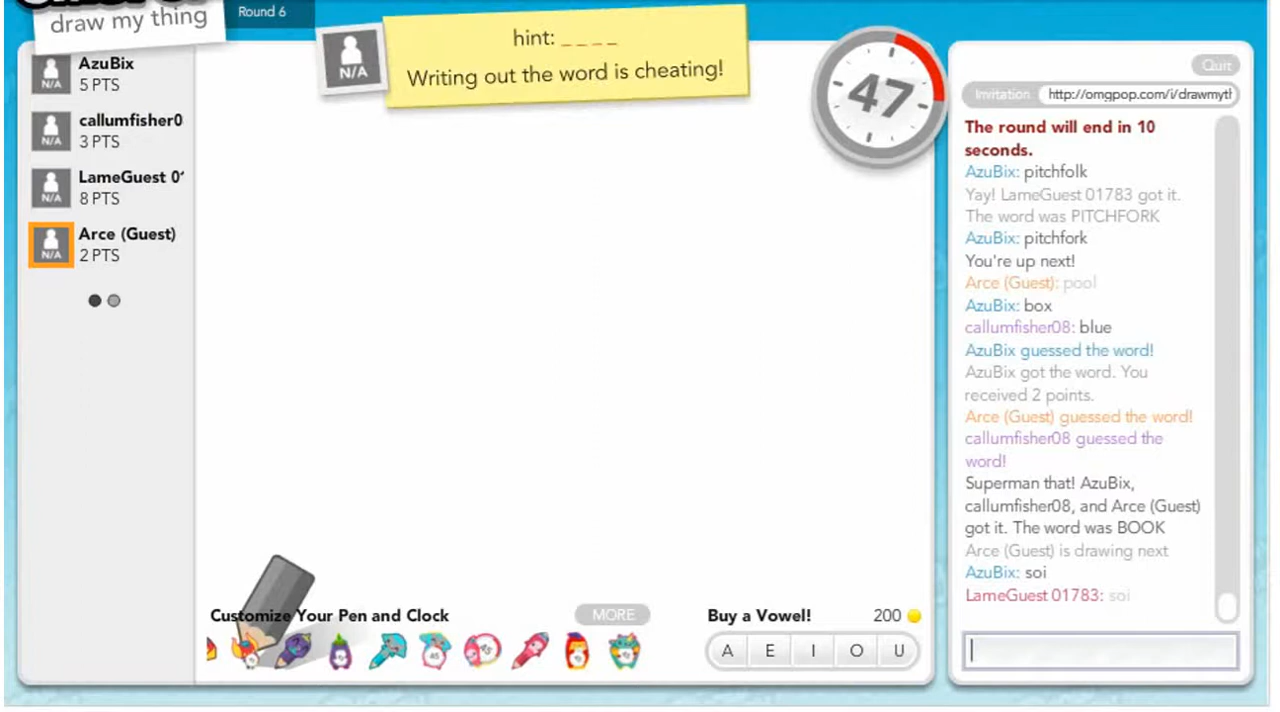 draw my thing
Round 6
N/A
hint: _ _ _ _
Writing out the word is cheating!
47
N/A
AzuBix
5 PTS
N/A
callumfisher0
3 PTS
N/A
LameGuest 01
8 PTS
N/A
Arce (Guest)
2 PTS
Customize Your Pen and Clock
MORE
Buy a Vowel!
200
A E I O U
Quit
Invitation http://omgpop.com/i/drawmyth
The round will end in 10
seconds.
AzuBix: pitchfolk
Yay! LameGuest 01783 got it.
The word was PITCHFORK
AzuBix: pitchfork
You're up next!
Arce (Guest): pool
AzuBix: box
callumfisher08: blue
AzuBix guessed the word!
AzuBix got the word. You
received 2 points.
Arce (Guest) guessed the word!
callumfisher08 guessed the
word!
Superman that! AzuBix,
callumfisher08, and Arce (Guest)
got it. The word was BOOK
Arce (Guest) is drawing next
AzuBix: soi
LameGuest 01783: soi